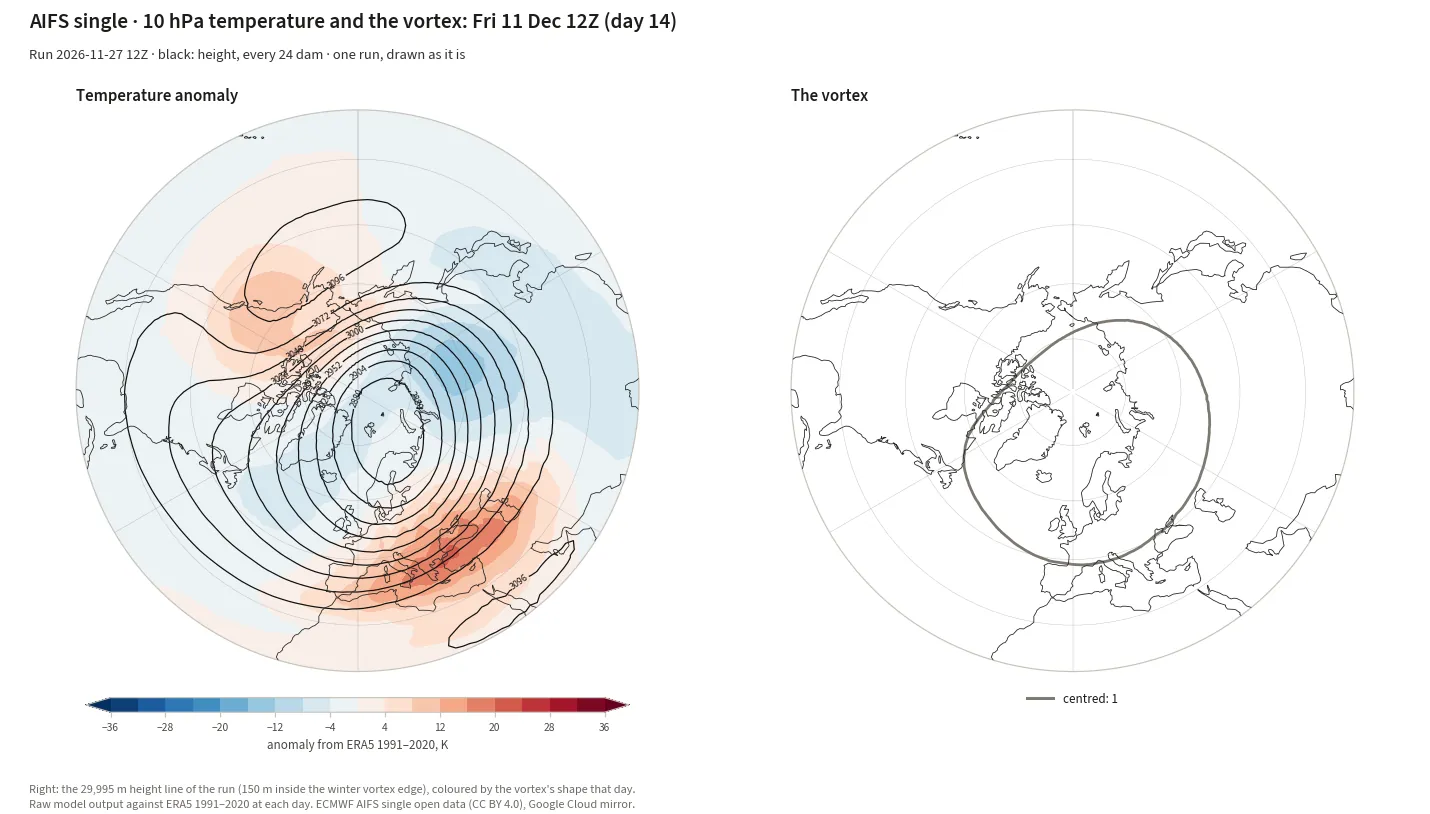 AIFS single · 10 hPa temperature and the vortex: Fri 11 Dec 12Z (day 14)
Run 2026-11-27 12Z · black: height, every 24 dam · one run, drawn as it is
Temperature anomaly
The vortex
3096
3072
3000
3048
2952
2904
2880
3096
−36
−28
−20
−12
−4
4
12
20
28
36
anomaly from ERA5 1991–2020, K
centred: 1
Right: the 29,995 m height line of the run (150 m inside the winter vortex edge), coloured by the vortex's shape that day.
Raw model output against ERA5 1991–2020 at each day. ECMWF AIFS single open data (CC BY 4.0), Google Cloud mirror.